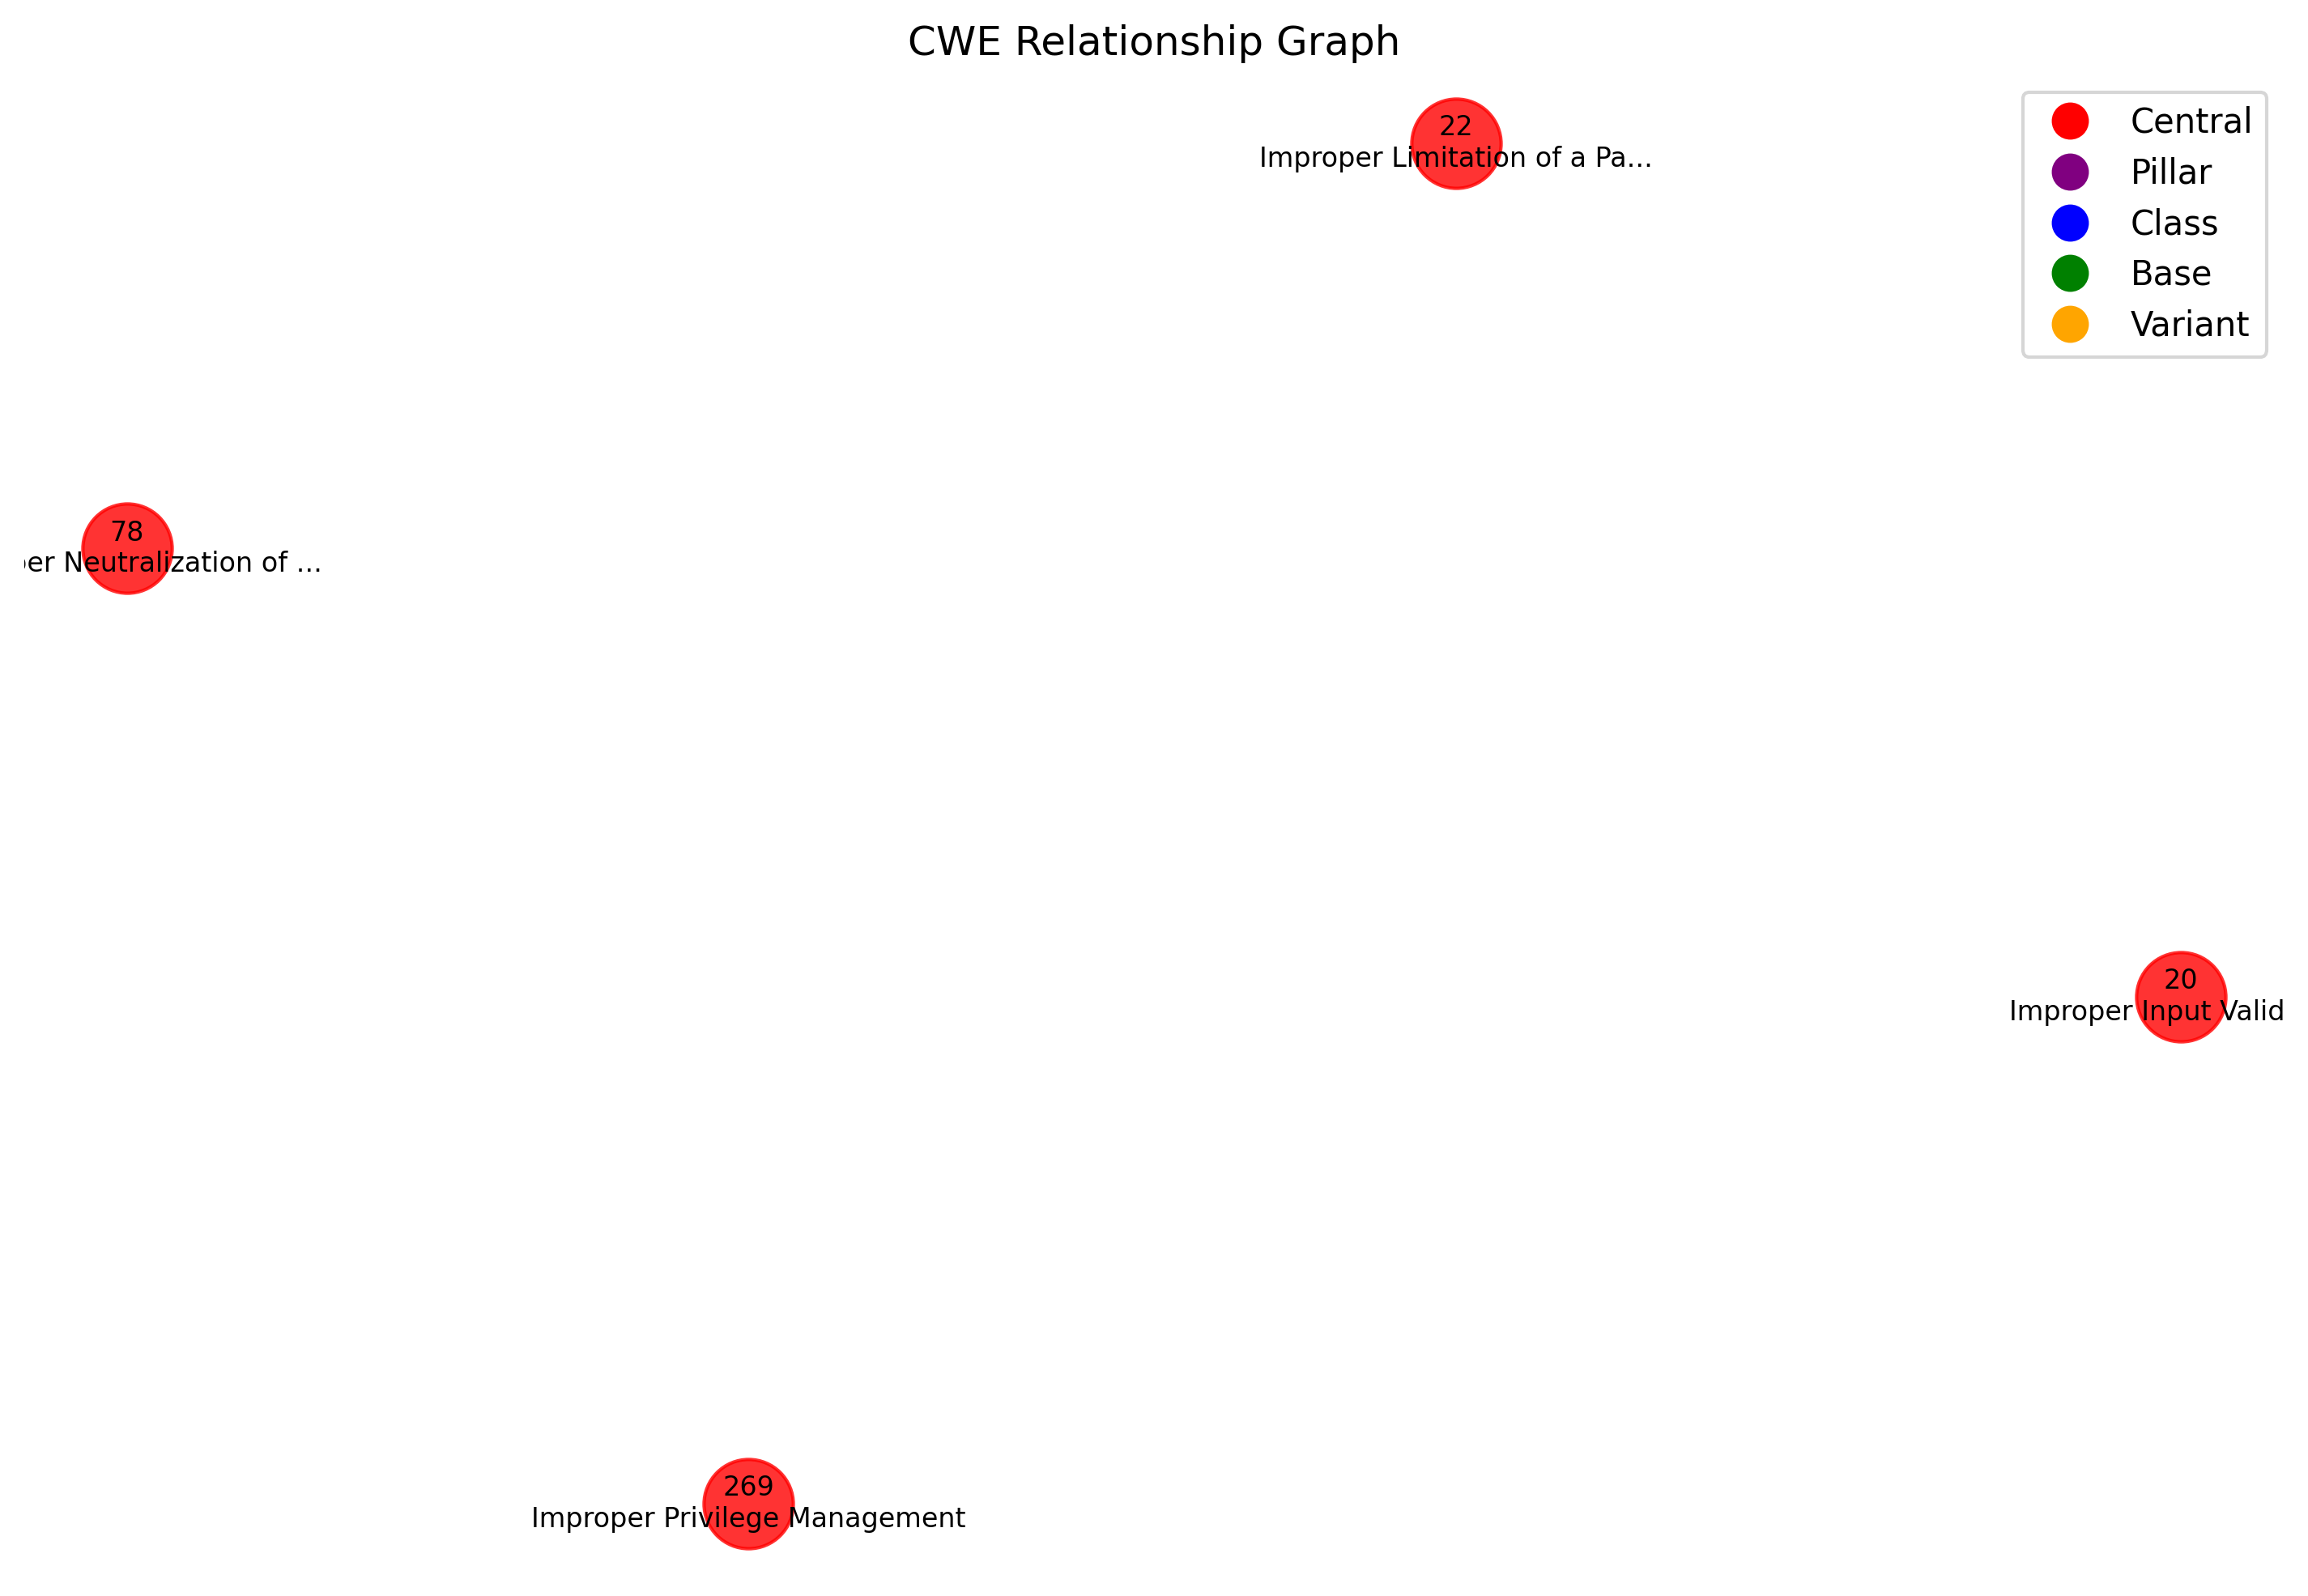 CWE Relationship Graph
22
Improper Limitation of a Pa...
Central
Pillar
Class
Base
Variant
78
er Neutralization of ...
20
Improper Input Valid
269
Improper Privilege Management